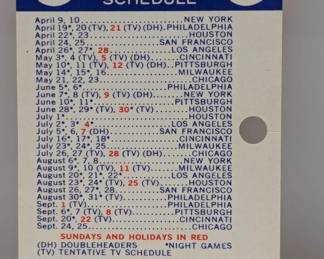 SCHEDULE
April 9, 10 NEW YORK
April 19*, 20 (TV), 21 (TV) (DH) PHILADELPHIA
April 22*, 23 HOUSTON
April 24, 25 SAN FRANCISCO
April 26*, 27*, 28 LOS ANGELES
May 3*, 4 (TV), 5 (TV) (DH) CINCINNATI
May 10*, 11 (TV), 12 (TV) (DH) PITTSBURGH
May 14*, 15*, 16 MILWAUKEE
May 21, 22, 23 CHICAGO
June 5*, 6* PHILADELPHIA
June 7*, 8 (TV), 9 (TV) (DH) NEW YORK
June 10*, 11* PITTSBURGH
June 28*, 29* (TV), 30* (TV) HOUSTON
July 1* HOUSTON
July 2*, 3*, 4* LOS ANGELES
July 5*, 6, 7 (DH) SAN FRANCISCO
July 16*, 17*, 18* CINCINNATI
July 23*, 24*, 25 MILWAUKEE
July 26, 27 (TV), 28 (TV) (DH) CHICAGO
August 6*, 7, 8 NEW YORK
August 9*, 10 (TV), 11 (TV) PITTSBURGH
August 20*, 21*, 22* LOS ANGELES
August 23*, 24* (TV), 25 (TV) HOUSTON
August 26, 27*, 28 SAN FRANCISCO
August 30*, 31* (TV) PHILADELPHIA
Sept. 1 (TV) PHILADELPHIA
Sept. 6*, 7 (TV), 8 (TV) PITTSBURGH
Sept. 20*, 22 (TV) CINCINNATI
Sept. 24, 25 CHICAGO
SUNDAYS AND HOLIDAYS IN RED
(DH) DOUBLEHEADERS *NIGHT GAMES
(TV) TENTATIVE TV SCHEDULE